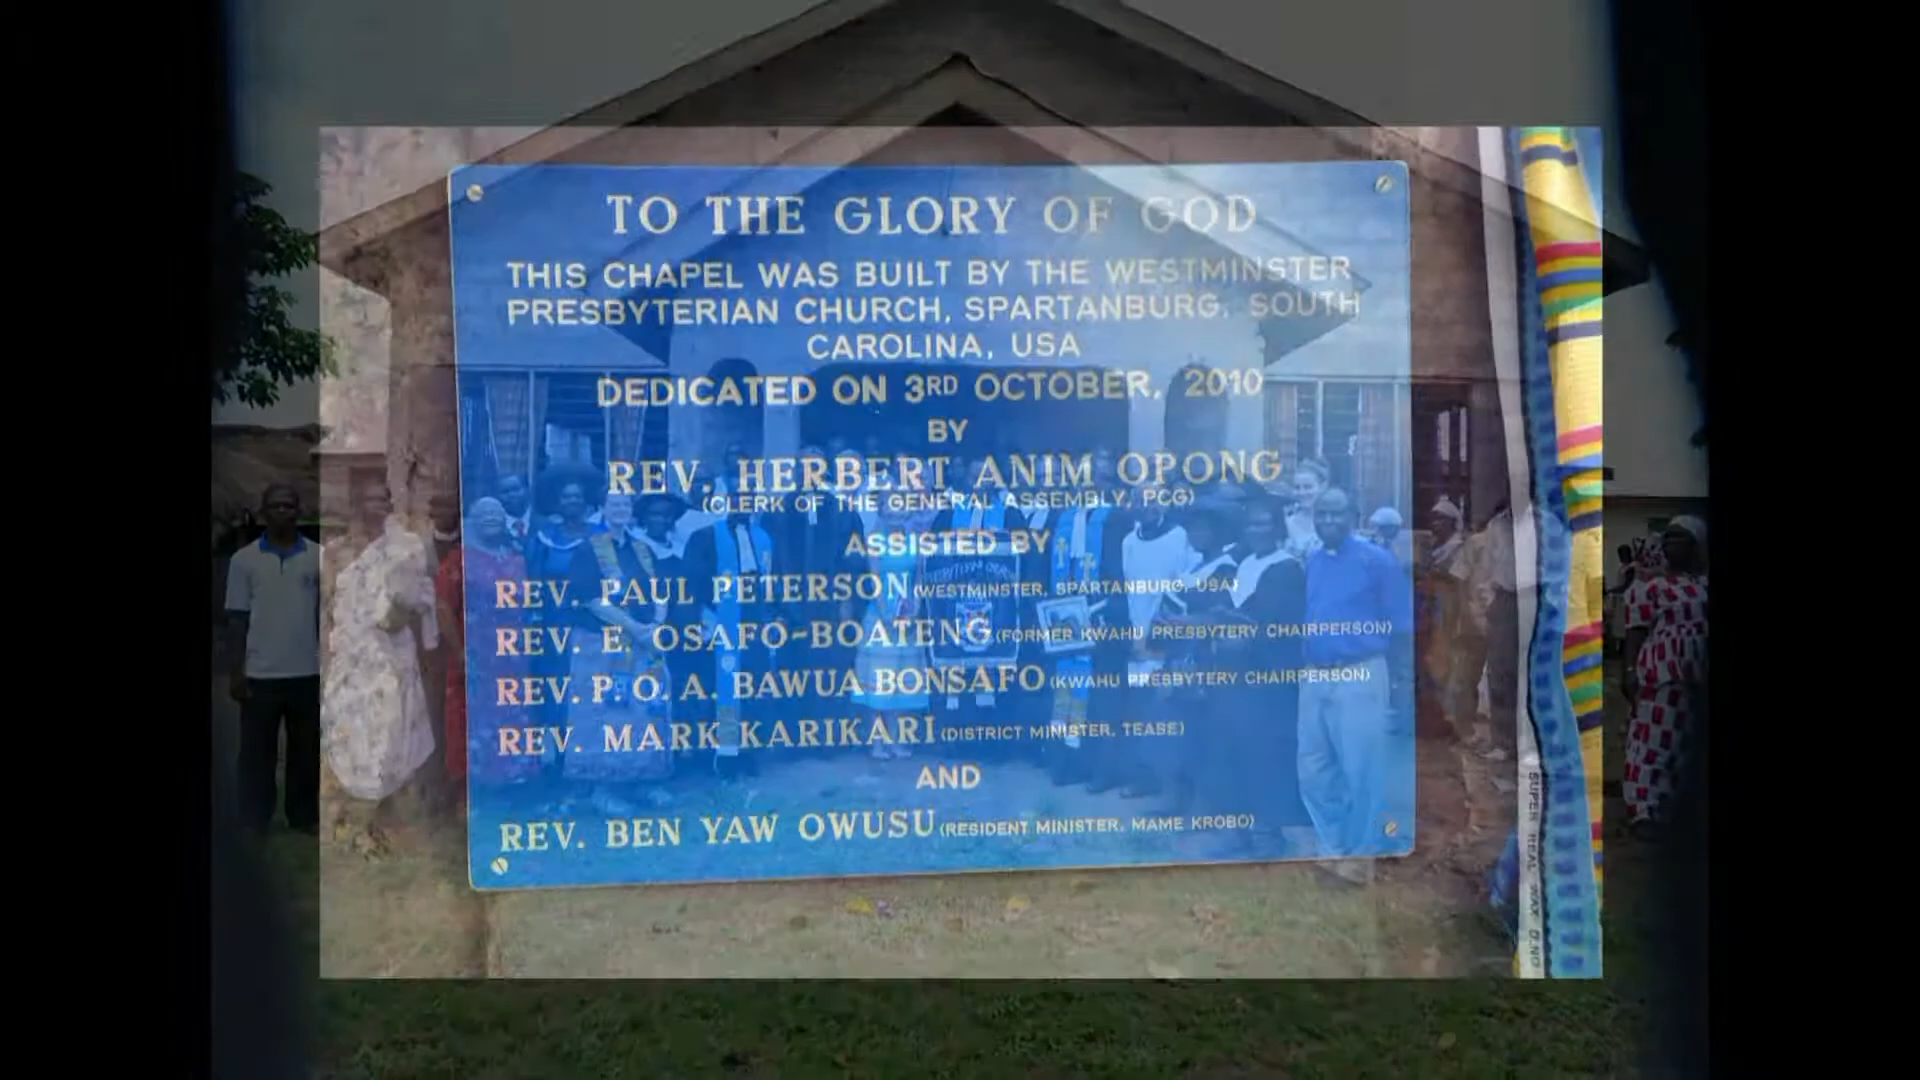 TO THE GLORY OF GOD
THIS CHAPEL WAS BUILT BY THE WESTMINSTER
PRESBYTERIAN CHURCH, SPARTANBURG, SOUTH
CAROLINA, USA
DEDICATED ON 3RD OCTOBER, 2010
BY
REV. HERBERT ANIM OPONG
(CLERK OF THE GENERAL ASSEMBLY, PCG)
ASSISTED BY
REV. PAUL PETERSON (WESTMINSTER, SPARTANBURG, USA)
REV. E. OSAFO-BOATENG (FORMER KWAHU PRESBYTERY CHAIRPERSON)
REV. P. O. A. BAWUA BONSAFO (KWAHU PRESBYTERY CHAIRPERSON)
REV. MARK KARIKARI (DISTRICT MINISTER, TEASE)
AND
REV. BEN YAW OWUSU (RESIDENT MINISTER, MAME KROBO)
SUPER REAL WAX